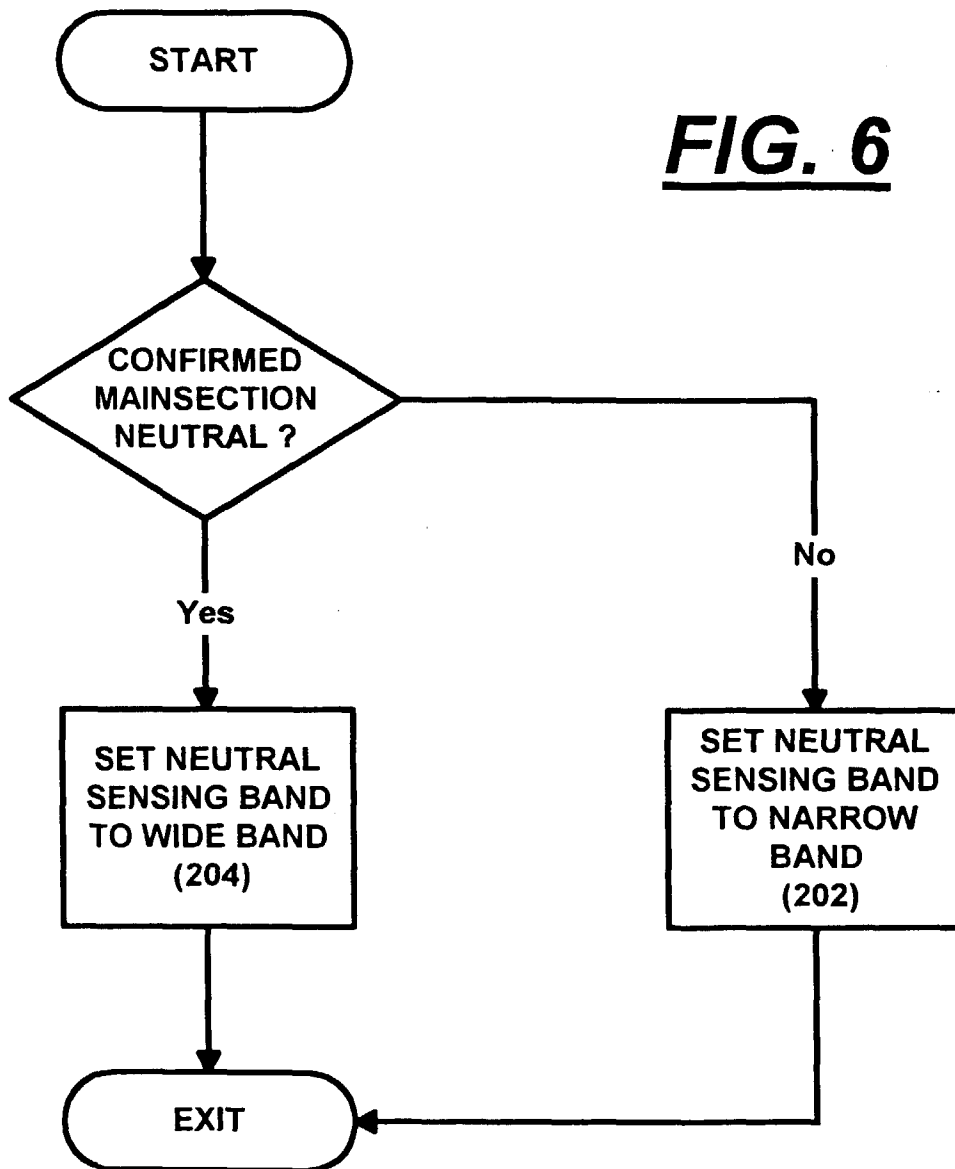 START
FIG. 6
CONFIRMED
MAINSECTION
NEUTRAL ?
No
Yes
SET NEUTRAL
SENSING BAND
TO WIDE BAND
(204)
SET NEUTRAL
SENSING BAND
TO NARROW
BAND
(202)
EXIT